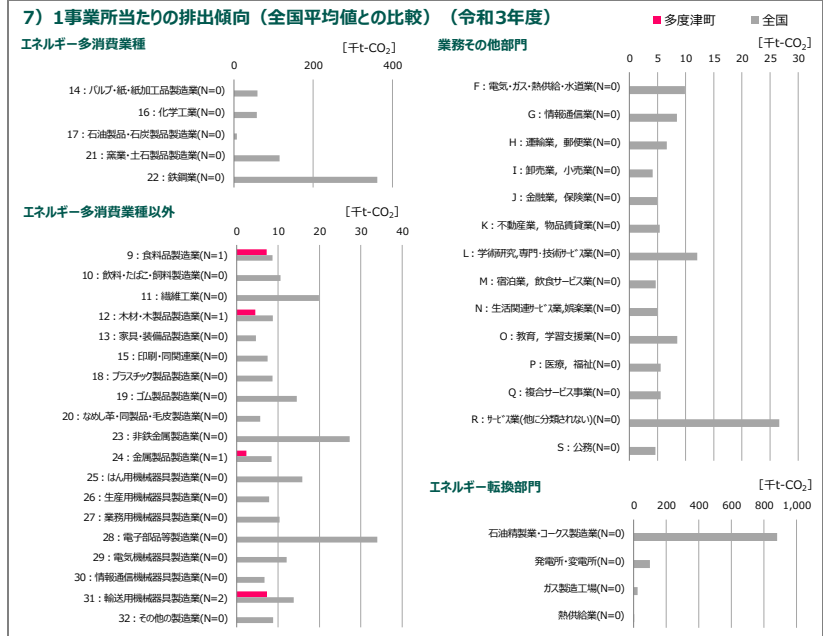 7）1事業所当たりの排出傾向（全国平均値との比較）（令和3年度）
■多度津町 ■全国
エネルギー多消費業種
［千t-CO₂］
0 200 400
14：パルプ・紙・紙加工品製造業(N=0)
16：化学工業(N=0)
17：石油製品・石炭製品製造業(N=0)
21：窯業・土石製品製造業(N=0)
22：鉄鋼業(N=0)
エネルギー多消費業種以外
［千t-CO₂］
0 10 20 30 40
9：食料品製造業(N=1)
10：飲料・たばこ・飼料製造業(N=0)
11：繊維工業(N=0)
12：木材・木製品製造業(N=1)
13：家具・装備品製造業(N=0)
15：印刷・同関連業(N=0)
18：プラスチック製品製造業(N=0)
19：ゴム製品製造業(N=0)
20：なめし革・同製品・毛皮製造業(N=0)
23：非鉄金属製造業(N=0)
24：金属製品製造業(N=1)
25：はん用機械器具製造業(N=0)
26：生産用機械器具製造業(N=0)
27：業務用機械器具製造業(N=0)
28：電子部品等製造業(N=0)
29：電気機械器具製造業(N=0)
30：情報通信機械器具製造業(N=0)
31：輸送用機械器具製造業(N=2)
32：その他の製造業(N=0)
業務その他部門
［千t-CO₂］
0 5 10 15 20 25 30
F：電気・ガス・熱供給・水道業(N=0)
G：情報通信業(N=0)
H：運輸業，郵便業(N=0)
I：卸売業，小売業(N=0)
J：金融業，保険業(N=0)
K：不動産業，物品賃貸業(N=0)
L：学術研究,専門・技術ｻｰﾋﾞｽ業(N=0)
M：宿泊業，飲食サービス業(N=0)
N：生活関連ｻｰﾋﾞｽ業,娯楽業(N=0)
O：教育，学習支援業(N=0)
P：医療，福祉(N=0)
Q：複合サービス事業(N=0)
R：ｻｰﾋﾞｽ業(他に分類されない)(N=0)
S：公務(N=0)
エネルギー転換部門
［千t-CO₂］
0 200 400 600 800 1,000
石油精製業・コークス製造業(N=0)
発電所・変電所(N=0)
ガス製造工場(N=0)
熱供給業(N=0)